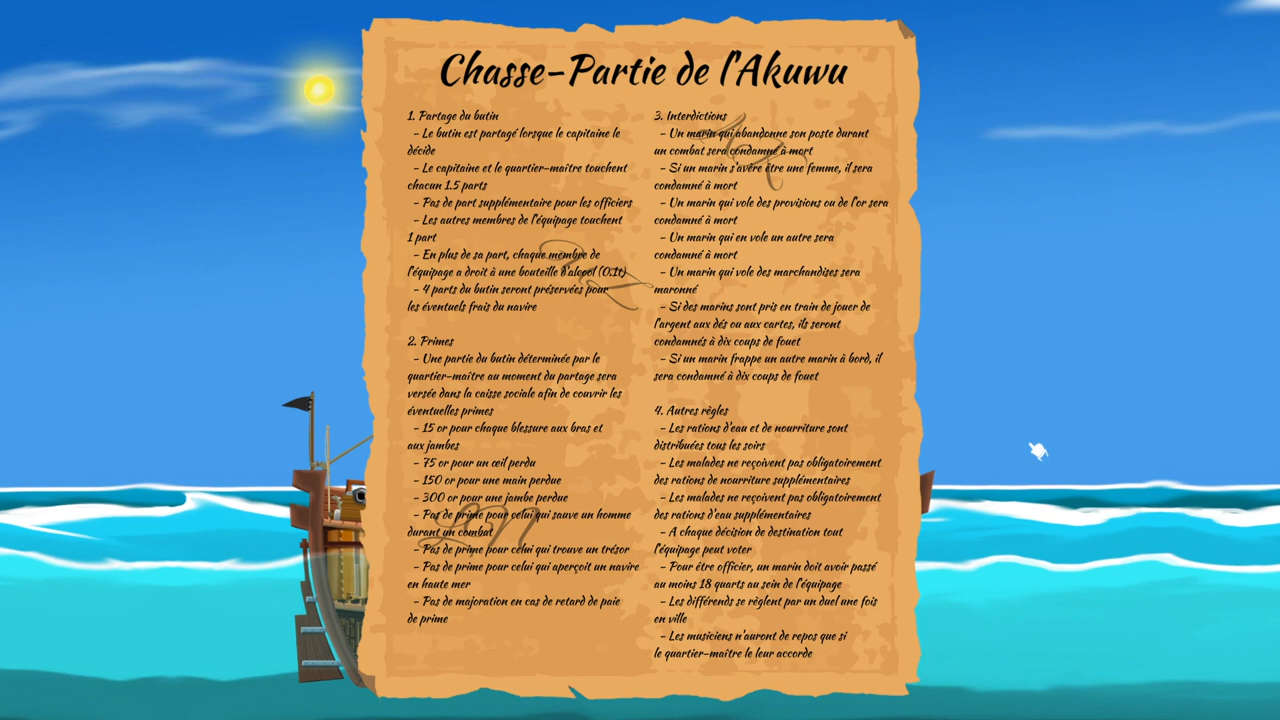 Chasse-Partie de l'Akuwu
1. Partage du butin
- Le butin est partagé lorsque le capitaine le
décide
- Le capitaine et le quartier-maître touchent
chacun 1.5 parts
- Pas de part supplémentaire pour les officiers
- Les autres membres de l'équipage touchent
1 part
- En plus de sa part, chaque membre de
l'équipage a droit à une bouteille d'alcool (0.1t)
- 4 parts du butin seront préservées pour
les éventuels frais du navire
2. Primes
- Une partie du butin déterminée par le
quartier-maitre au moment du partage sera
versée dans la caisse sociale afin de couvrir les
éventuelles primes
- 15 or pour chaque blessure aux bras et
aux jambes
- 75 or pour un œil perdu
- 150 or pour une main perdue
- 300 or pour une jambe perdue
- Pas de prime pour celui qui sauve un homme
durant un combat
- Pas de prime pour celui qui trouve un trésor
- Pas de prime pour celui qui aperçoit un navire
en haute mer
- Pas de majoration en cas de retard de paie
de prime
3. Interdictions
- Un marin qui abandonne son poste durant
un combat sera condamné à mort
- Si un marin s'avère être une femme, il sera
condamné à mort
- Un marin qui vole des provisions ou de l'or sera
condamné à mort
- Un marin qui en vole un autre sera
condamné à mort
- Un marin qui vole des marchandises sera
maronné
- Si des marins sont pris en train de jouer de
l'argent aux dés ou aux cartes, ils seront
condamnés à dix coups de fouet
- Si un marin frappe un autre marin à bord, il
sera condamné à dix coups de fouet
4. Autres règles
- Les rations d'eau et de nourriture sont
distribuées tous les soirs
- Les malades ne reçoivent pas obligatoirement
des rations de nourriture supplémentaires
- Les malades ne reçoivent pas obligatoirement
des rations d'eau supplémentaires
- A chaque décision de destination tout
l'équipage peut voter
- Pour être officier, un marin doit avoir passé
au moins 18 quarts au sein de l'équipage
- Les différends se règlent par un duel une fois
en ville
- Les musiciens n'auront de repos que si
le quartier-maître le leur accorde